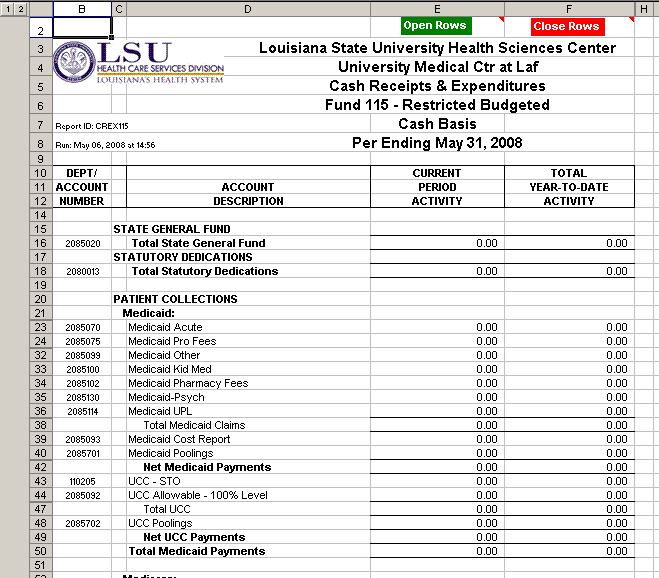 1 2 B C D E F H
2 Open Rows Close Rows
3 LSU Louisiana State University Health Sciences Center
4 HEALTH CARE SERVICES DIVISION University Medical Ctr at Laf
5 LOUISIANA'S HEALTH SYSTEM Cash Receipts & Expenditures
6 Fund 115 - Restricted Budgeted
7 Report ID: CREX115 Cash Basis
8 Run: May 06, 2008 at 14:56 Per Ending May 31, 2008
9
10 DEPT/ CURRENT TOTAL
11 ACCOUNT ACCOUNT PERIOD YEAR-TO-DATE
12 NUMBER DESCRIPTION ACTIVITY ACTIVITY
14
15 STATE GENERAL FUND
16 2085020 Total State General Fund 0.00 0.00
17 STATUTORY DEDICATIONS
18 2080013 Total Statutory Dedications 0.00 0.00
19
20 PATIENT COLLECTIONS
21 Medicaid:
23 2085070 Medicaid Acute 0.00 0.00
24 2085075 Medicaid Pro Fees 0.00 0.00
32 2085099 Medicaid Other 0.00 0.00
33 2085100 Medicaid Kid Med 0.00 0.00
34 2085102 Medicaid Pharmacy Fees 0.00 0.00
35 2085130 Medicaid-Psych 0.00 0.00
36 2085114 Medicaid UPL 0.00 0.00
38 Total Medicaid Claims 0.00 0.00
39 2085093 Medicaid Cost Report 0.00 0.00
40 2085701 Medicaid Poolings 0.00 0.00
42 Net Medicaid Payments 0.00 0.00
43 110205 UCC - STO 0.00 0.00
44 2085092 UCC Allowable - 100% Level 0.00 0.00
47 Total UCC 0.00 0.00
48 2085702 UCC Poolings 0.00 0.00
49 Net UCC Payments 0.00 0.00
50 Total Medicaid Payments 0.00 0.00
51